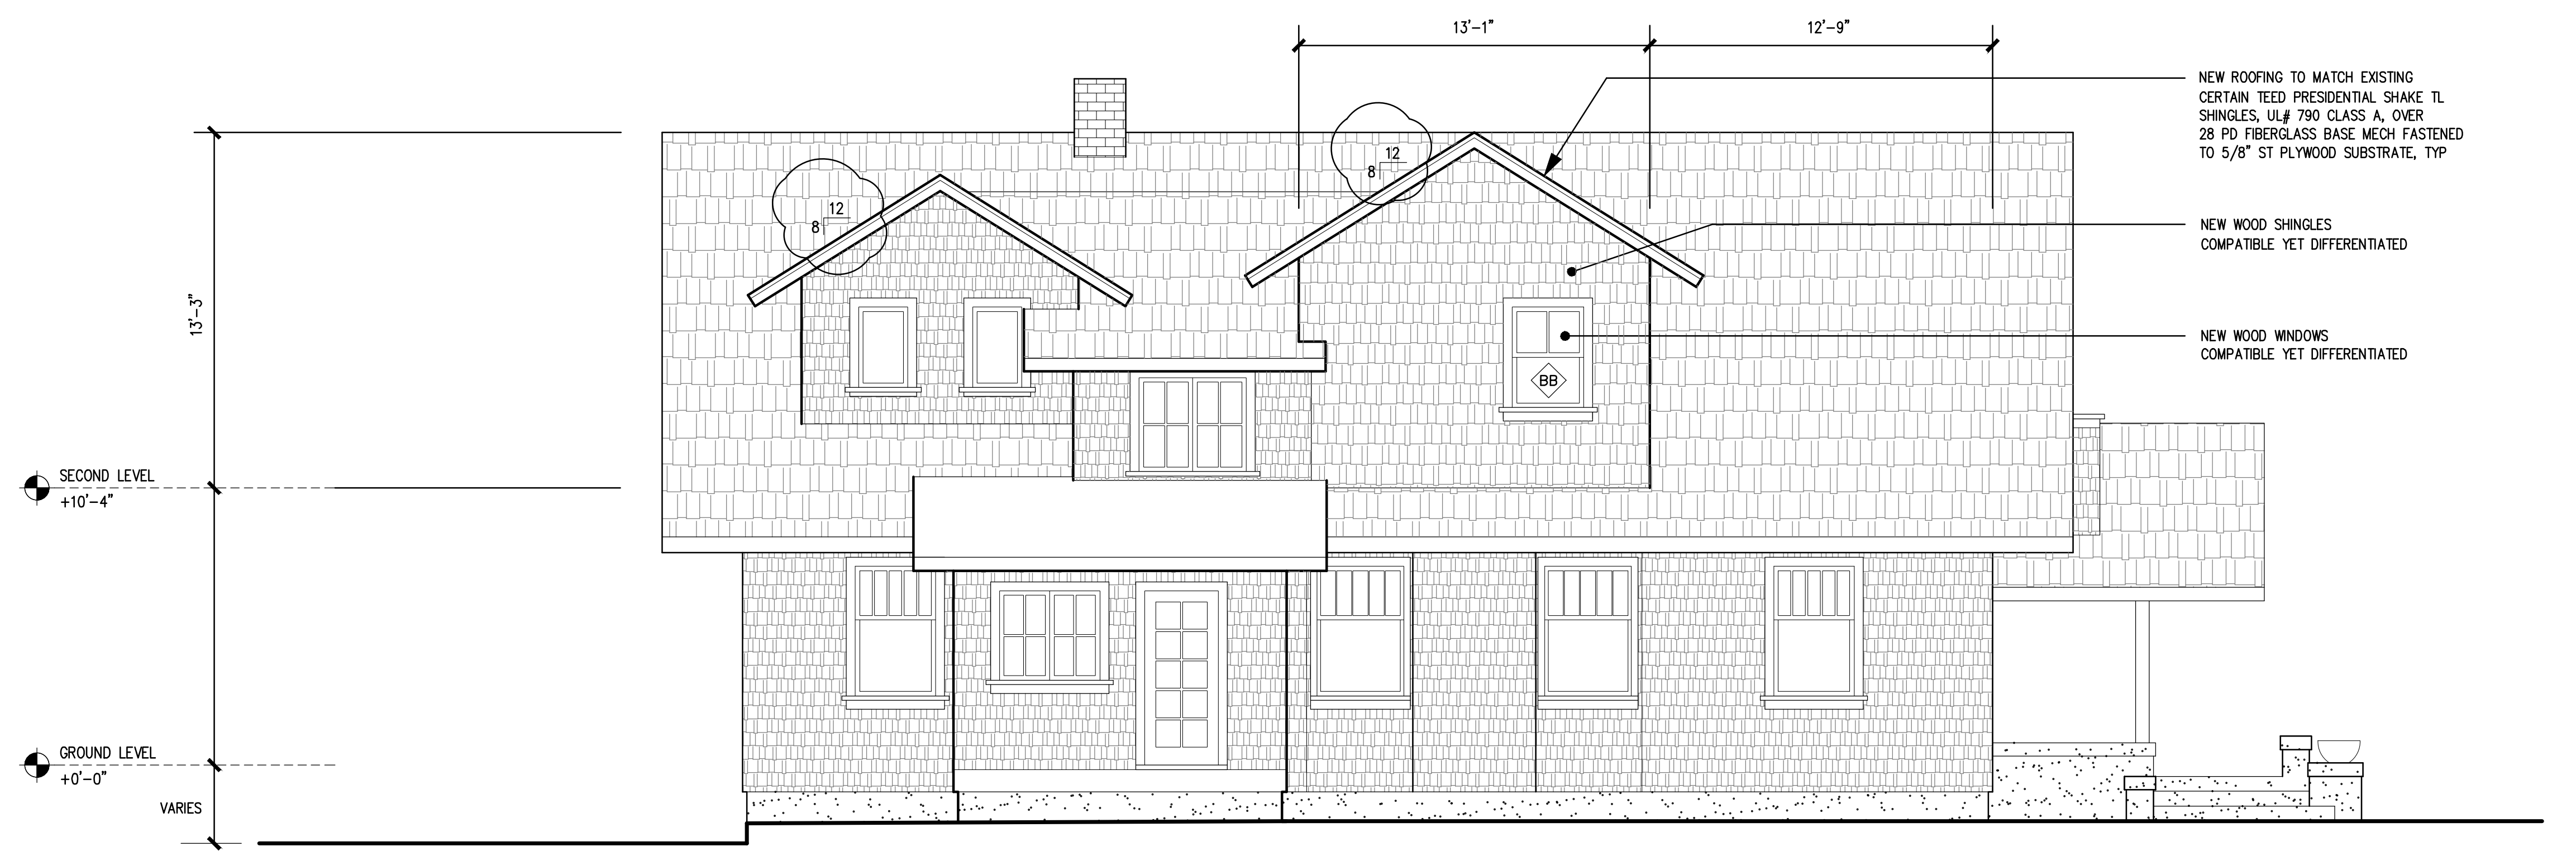 13'-1"
12'-9"
NEW ROOFING TO MATCH EXISTING
CERTAIN TEED PRESIDENTIAL SHAKE TL
SHINGLES, UL# 790 CLASS A, OVER
28 PD FIBERGLASS BASE MECH FASTENED
TO 5/8" ST PLYWOOD SUBSTRATE, TYP
12
8
12
8
NEW WOOD SHINGLES
COMPATIBLE YET DIFFERENTIATED
13'-3"
NEW WOOD WINDOWS
COMPATIBLE YET DIFFERENTIATED
BB
SECOND LEVEL
+10'-4"
GROUND LEVEL
+0'-0"
VARIES